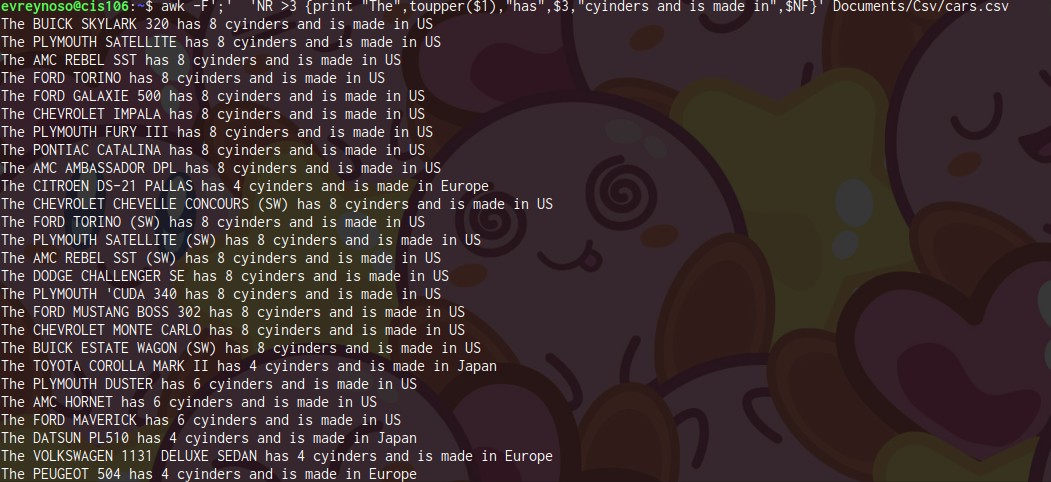 evreynoso@cis106:~$ awk -F';'  'NR >3 {print "The",toupper($1),"has",$3,"cyinders and is made in",$NF}' Documents/Csv/cars.csv
The BUICK SKYLARK 320 has 8 cyinders and is made in US
The PLYMOUTH SATELLITE has 8 cyinders and is made in US
The AMC REBEL SST has 8 cyinders and is made in US
The FORD TORINO has 8 cyinders and is made in US
The FORD GALAXIE 500 has 8 cyinders and is made in US
The CHEVROLET IMPALA has 8 cyinders and is made in US
The PLYMOUTH FURY III has 8 cyinders and is made in US
The PONTIAC CATALINA has 8 cyinders and is made in US
The AMC AMBASSADOR DPL has 8 cyinders and is made in US
The CITROEN DS-21 PALLAS has 4 cyinders and is made in Europe
The CHEVROLET CHEVELLE CONCOURS (SW) has 8 cyinders and is made in US
The FORD TORINO (SW) has 8 cyinders and is made in US
The PLYMOUTH SATELLITE (SW) has 8 cyinders and is made in US
The AMC REBEL SST (SW) has 8 cyinders and is made in US
The DODGE CHALLENGER SE has 8 cyinders and is made in US
The PLYMOUTH 'CUDA 340 has 8 cyinders and is made in US
The FORD MUSTANG BOSS 302 has 8 cyinders and is made in US
The CHEVROLET MONTE CARLO has 8 cyinders and is made in US
The BUICK ESTATE WAGON (SW) has 8 cyinders and is made in US
The TOYOTA COROLLA MARK II has 4 cyinders and is made in Japan
The PLYMOUTH DUSTER has 6 cyinders and is made in US
The AMC HORNET has 6 cyinders and is made in US
The FORD MAVERICK has 6 cyinders and is made in US
The DATSUN PL510 has 4 cyinders and is made in Japan
The VOLKSWAGEN 1131 DELUXE SEDAN has 4 cyinders and is made in Europe
The PEUGEOT 504 has 4 cyinders and is made in Europe